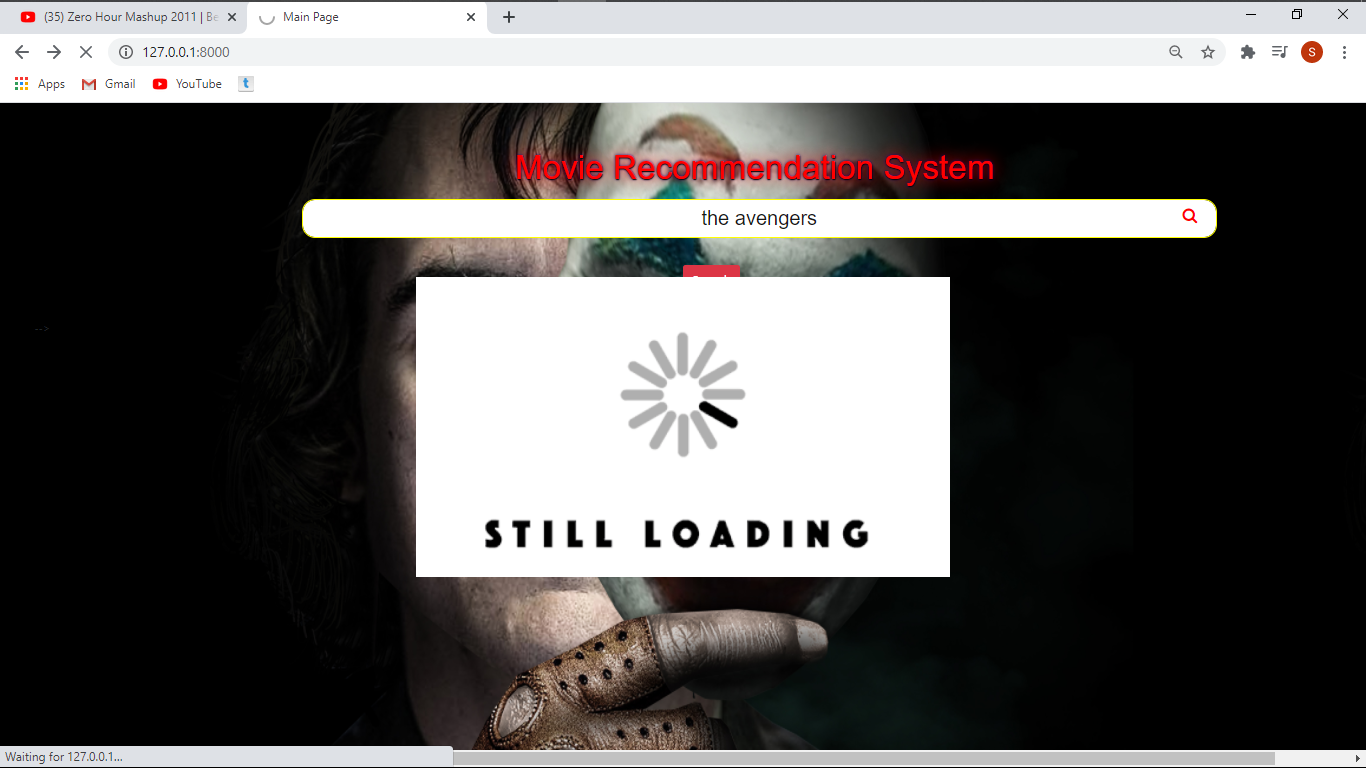 (35) Zero Hour Mashup 2011 | Be
Main Page
127.0.0.1:8000
S
Apps
Gmail
YouTube
t
Movie Recommendation System
the avengers
-->
STILL LOADING
Waiting for 127.0.0.1...